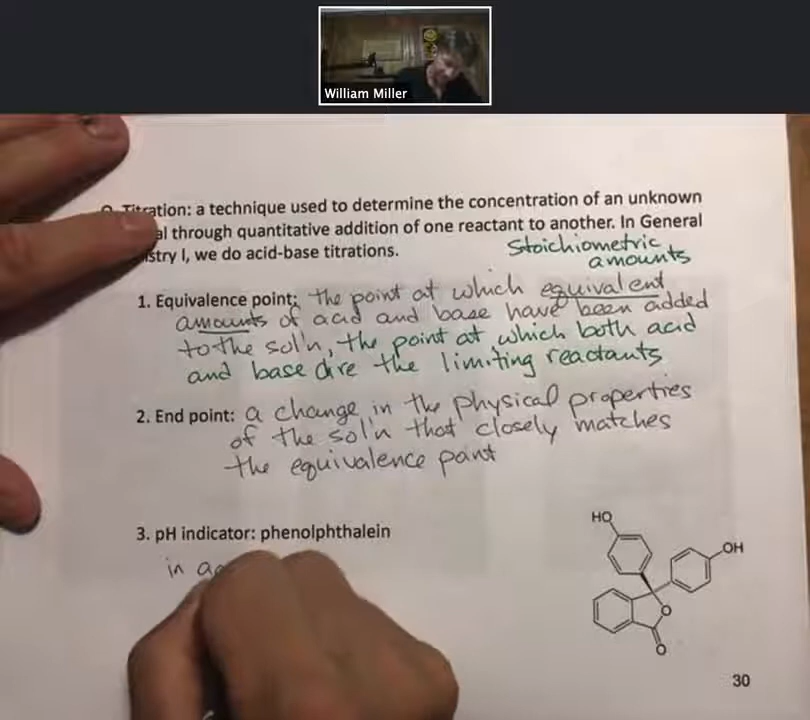 William Miller
Titration: a technique used to determine the concentration of an unknown
al through quantitative addition of one reactant to another. In General
stry I, we do acid-base titrations.
Stoichiometric
amounts
1. Equivalence point: the point at which equivalent
amounts of acid and base have been added
to the sol'n, the point at which both acid
and base are the limiting reactants
2. End point: a change in the physical properties
of the sol'n that closely matches
the equivalence point
3. pH indicator: phenolphthalein
in
HO
OH
O
O
30